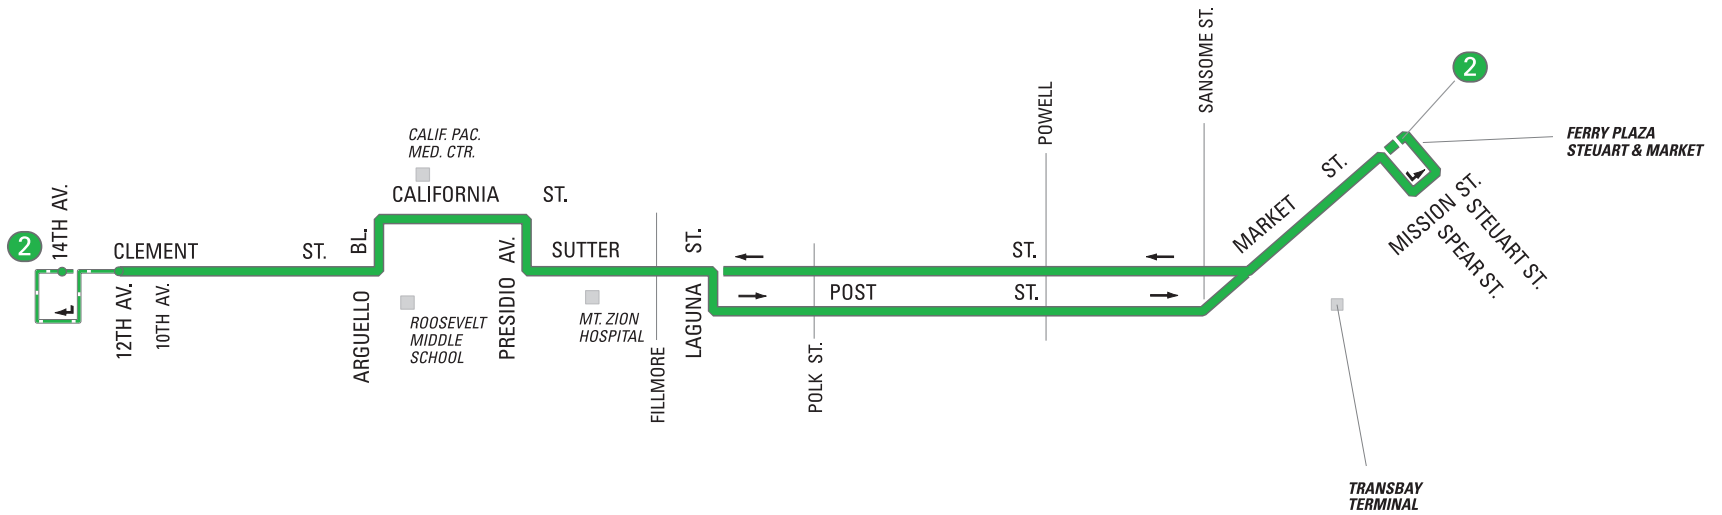 SANSOME ST.
2
POWELL
FERRY PLAZA
STEUART & MARKET
CALIF. PAC.
MED. CTR.
CALIFORNIA ST.
14TH AV.
2
CLEMENT ST.
ARGUELLO BL.
PRESIDIO AV.
SUTTER ST.
LAGUNA ST.
MARKET ST.
MISSION ST.
STEUART ST.
SPEAR ST.
POST ST.
12TH AV.
10TH AV.
ROOSEVELT
MIDDLE
SCHOOL
MT. ZION
HOSPITAL
FILLMORE
POLK ST.
TRANSBAY
TERMINAL